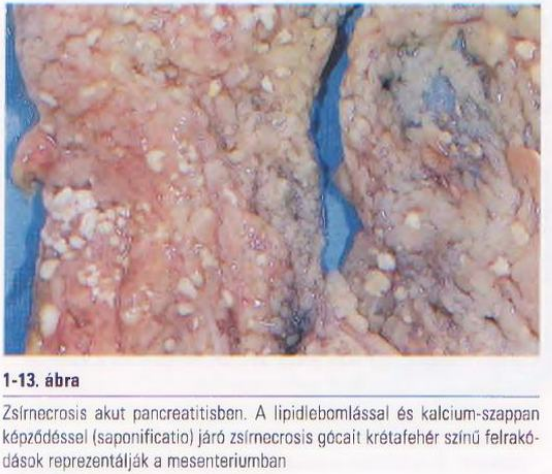 1-13. ábra
Zsírnecrosis akut pancreatitisben. A lipidlebomlással és kalcium-szappan
képződéssel (saponificatio) járó zsírnecrosis gócait krétafehér színű felrakó-
dások reprezentálják a mesenteriumban